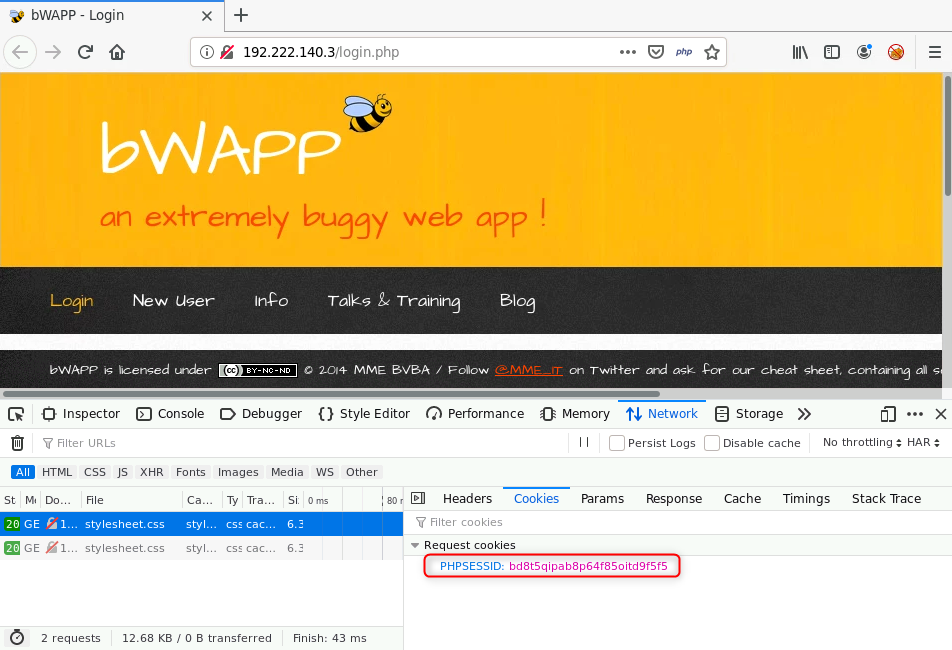 bWAPP - Login
192.222.140.3/login.php
php
bWAPP
an extremely buggy web app !
Login New User Info Talks & Training Blog
bWAPP is licensed under (cc) BY-NC-ND © 2014 MME BVBA / Follow @MME_IT on Twitter and ask for our cheat sheet, containing all s
Inspector Console Debugger Style Editor Performance Memory Network Storage
Filter URLs Persist Logs Disable cache No throttling HAR
All HTML CSS JS XHR Fonts Images Media WS Other
St Me Do... File Ca... Ty Tra... Si 0 ms 80 m Headers Cookies Params Response Cache Timings Stack Trace
20 GE 1... stylesheet.css styl... css cac... 6.3 Filter cookies
20 GE 1... stylesheet.css styl... css cac... 6.3 Request cookies
PHPSESSID: bd8t5qipab8p64f85oitd9f5f5
2 requests 12.68 KB / 0 B transferred Finish: 43 ms